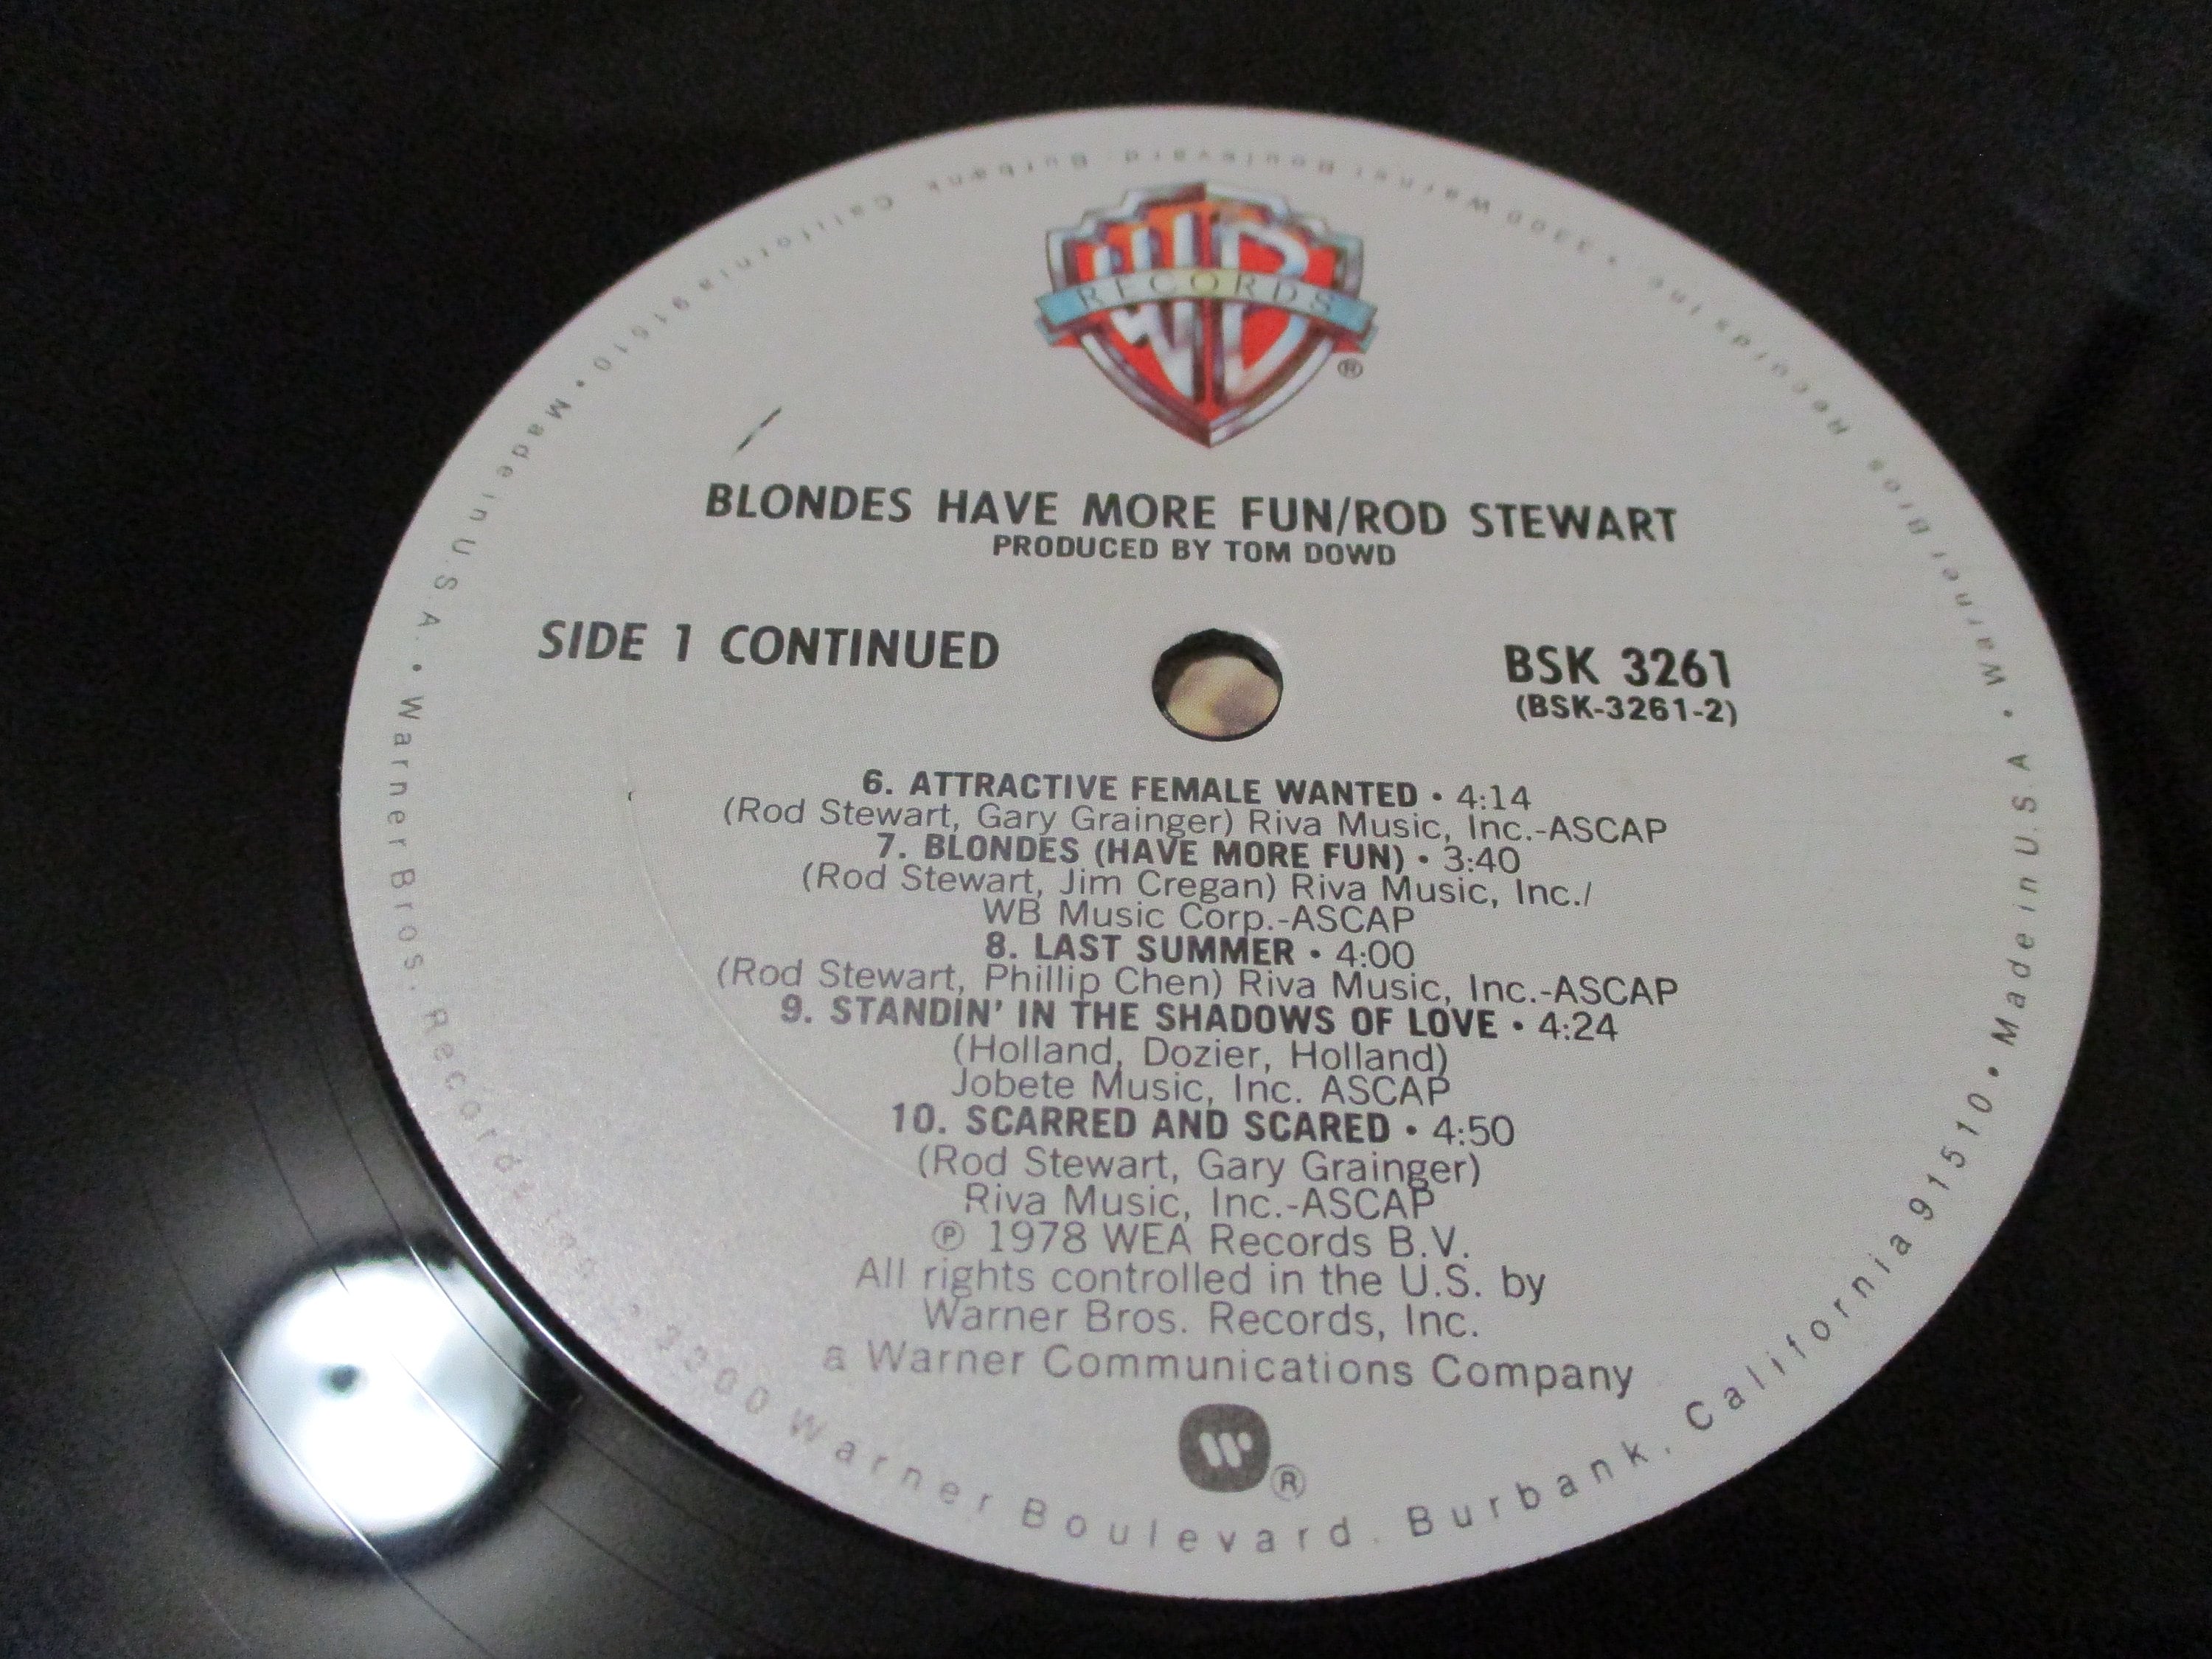 WB
RECORDS
®
BLONDES HAVE MORE FUN/ROD STEWART
PRODUCED BY TOM DOWD
SIDE 1 CONTINUED
BSK 3261
(BSK-3261-2)
6. ATTRACTIVE FEMALE WANTED • 4:14
(Rod Stewart, Gary Grainger) Riva Music, Inc.-ASCAP
7. BLONDES (HAVE MORE FUN) • 3:40
(Rod Stewart, Jim Cregan) Riva Music, Inc./
WB Music Corp.-ASCAP
8. LAST SUMMER • 4:00
(Rod Stewart, Phillip Chen) Riva Music, Inc.-ASCAP
9. STANDIN' IN THE SHADOWS OF LOVE • 4:24
(Holland, Dozier, Holland)
Jobete Music, Inc. ASCAP
10. SCARRED AND SCARED • 4:50
(Rod Stewart, Gary Grainger)
Riva Music, Inc.-ASCAP
℗ 1978 WEA Records B.V.
All rights controlled in the U.S. by
Warner Bros. Records, Inc.
a Warner Communications Company
®
Warner Bros. Records Inc. • 3300 Warner Boulevard. Burbank, California 91510 • Made in U.S.A. • Warner Bros. Records Inc. • 3300 Warner Boulevard. Burbank, California 91510 • Made in U.S.A. •